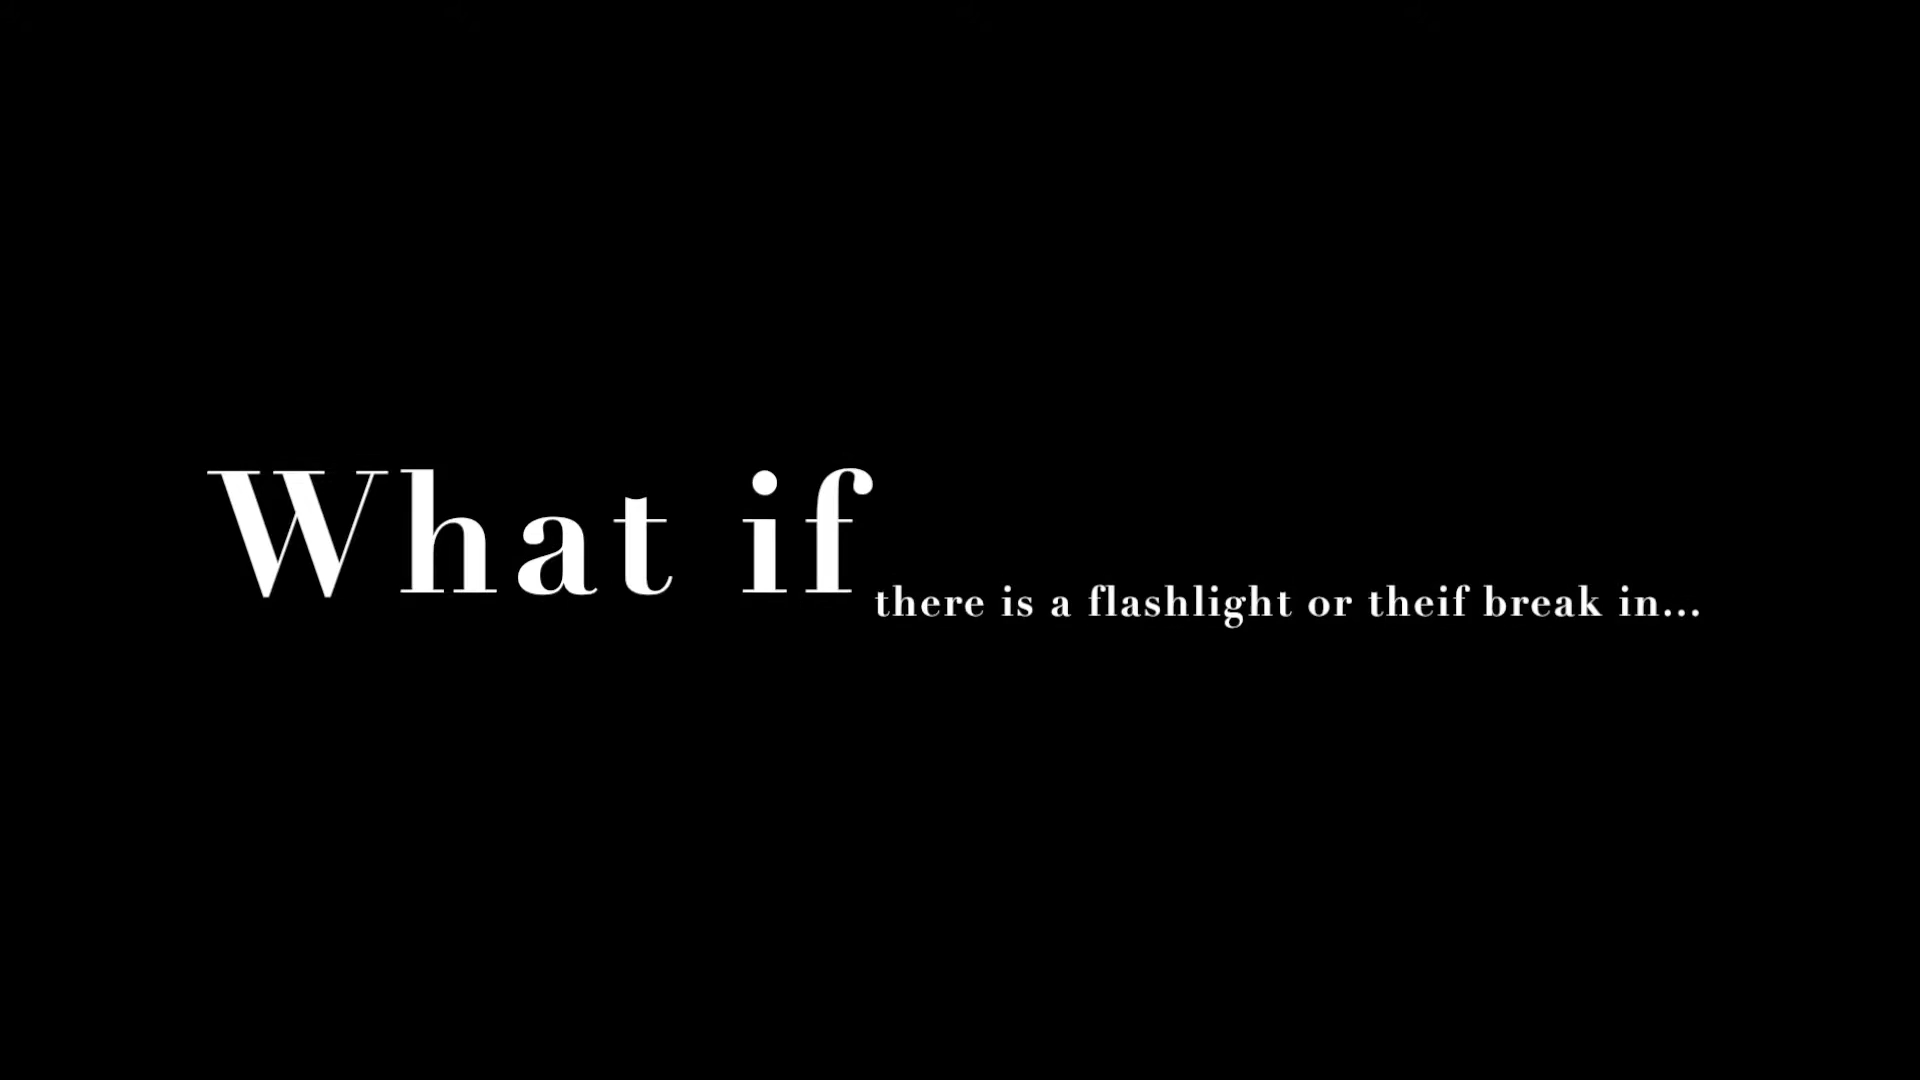 What if there is a flashlight or theif break in...